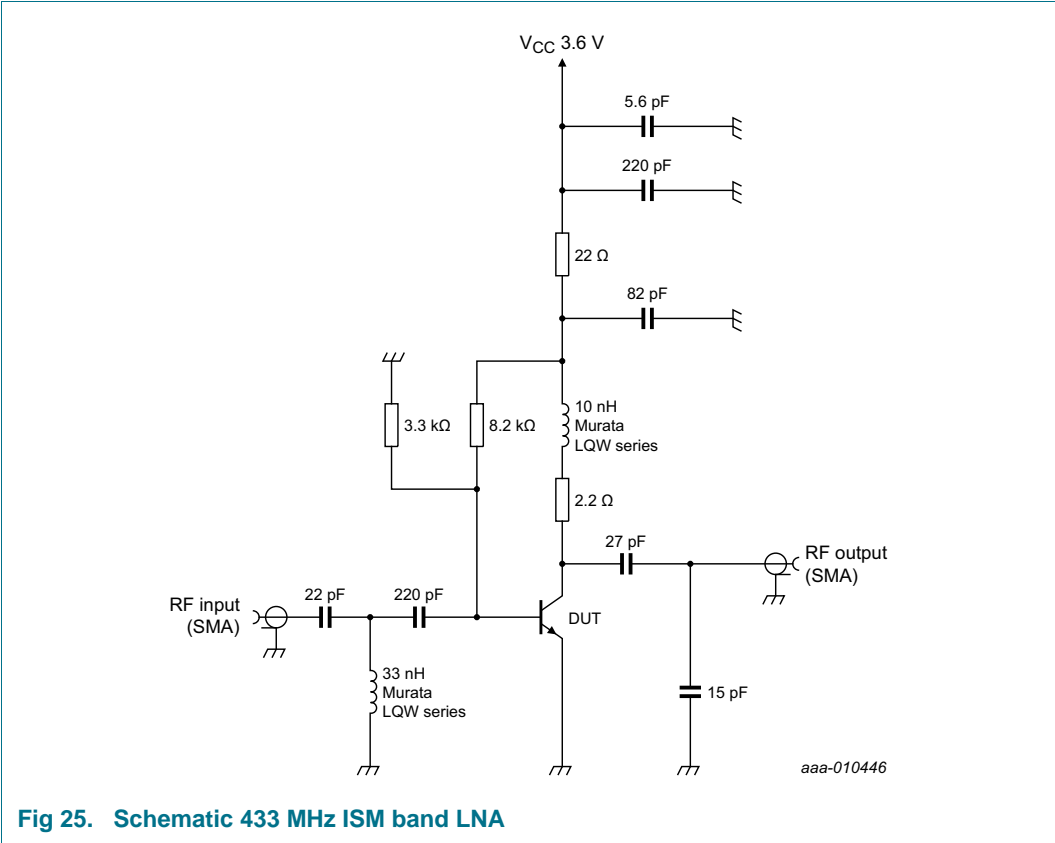 V_CC 3.6 V
5.6 pF
220 pF
22 Ω
82 pF
3.3 kΩ
8.2 kΩ
10 nH
Murata
LQW series
2.2 Ω
27 pF
RF output
(SMA)
22 pF
220 pF
RF input
(SMA)
DUT
33 nH
Murata
LQW series
15 pF
aaa-010446
Fig 25. Schematic 433 MHz ISM band LNA